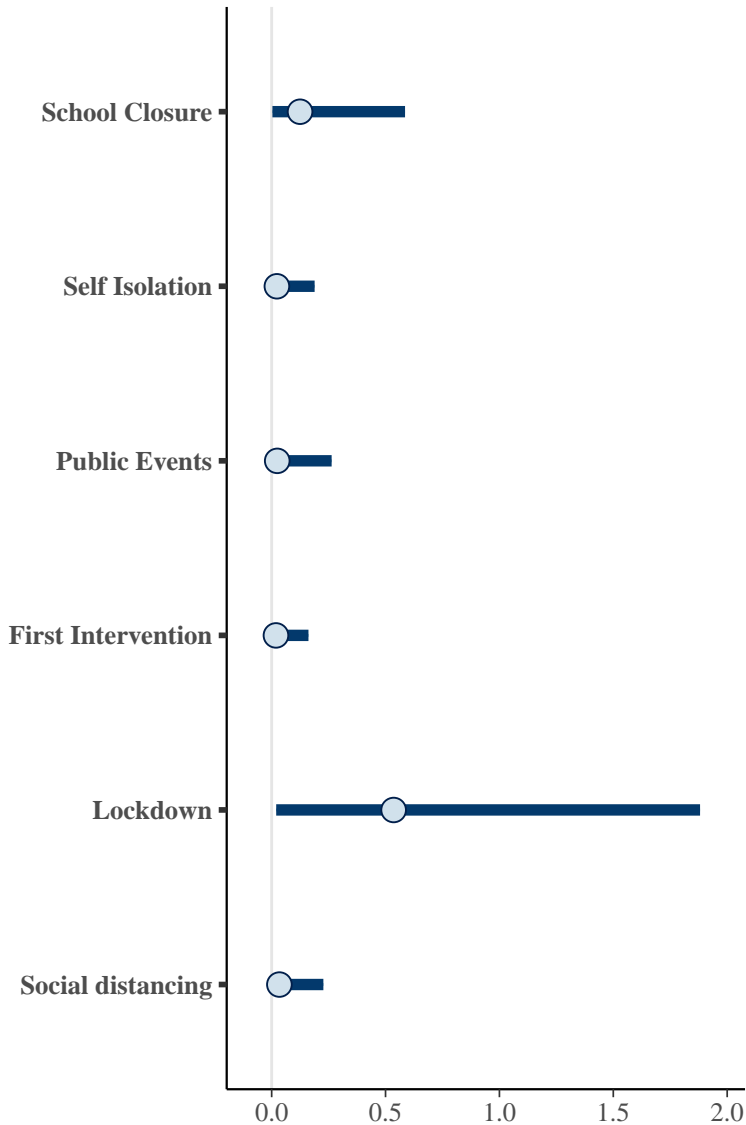 School Closure
Self Isolation
Public Events
First Intervention
Lockdown
Social distancing
0.0 0.5 1.0 1.5 2.0